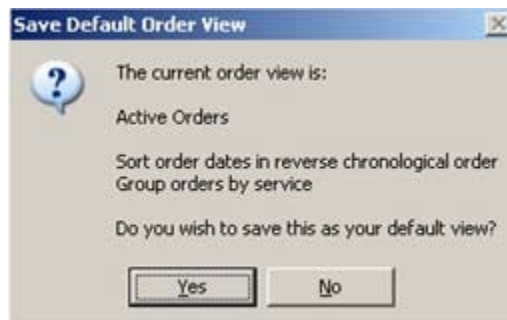 Save Default Order View
?
The current order view is:
Active Orders
Sort order dates in reverse chronological order
Group orders by service
Do you wish to save this as your default view?
Yes
No